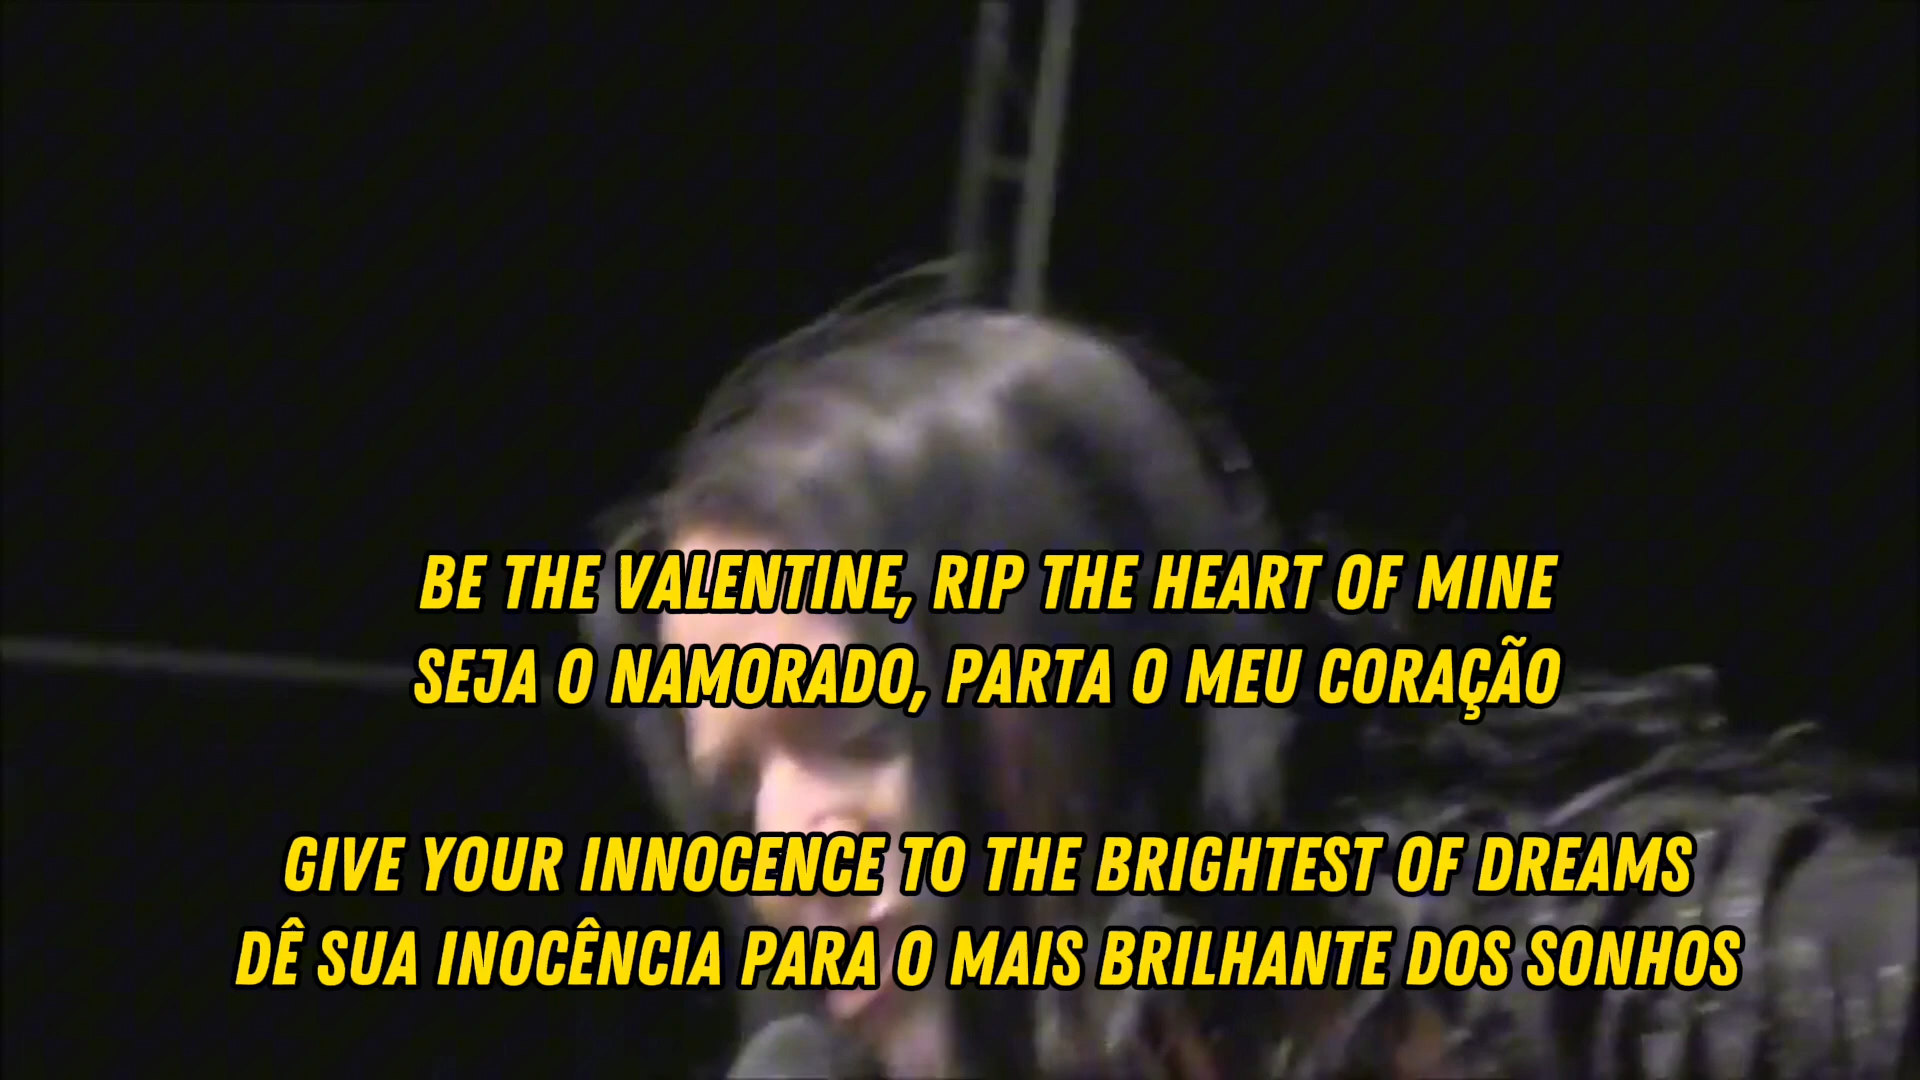 BE THE VALENTINE, RIP THE HEART OF MINE
SEJA O NAMORADO, PARTA O MEU CORAÇÃO
GIVE YOUR INNOCENCE TO THE BRIGHTEST OF DREAMS
DÊ SUA INOCÊNCIA PARA O MAIS BRILHANTE DOS SONHOS